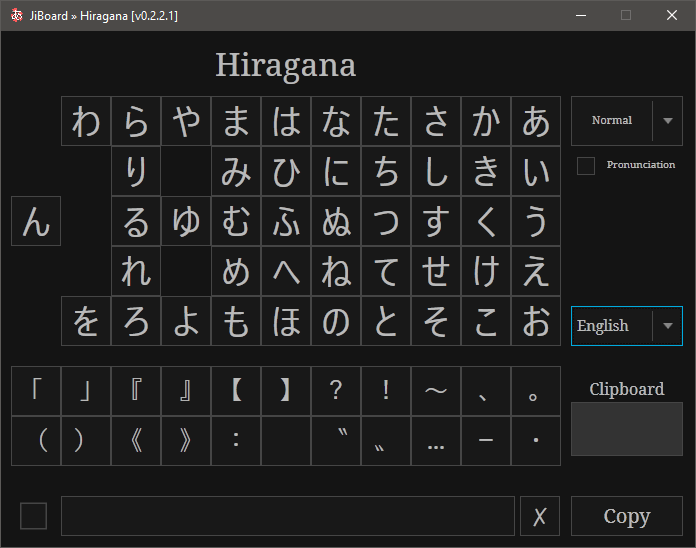 JiBoard » Hiragana [v0.2.2.1]
Hiragana
わ ら や ま は な た さ か あ
Normal
り み ひ に ち し き い
Pronunciation
ん る ゆ む ふ ぬ つ す く う
れ め へ ね て せ け え
を ろ よ も ほ の と そ こ お
English
「 」 『 』 【 】 ? ! ～ 、 。
Clipboard
（ ） 《 》 : 〝 〟 … – ・
X
Copy